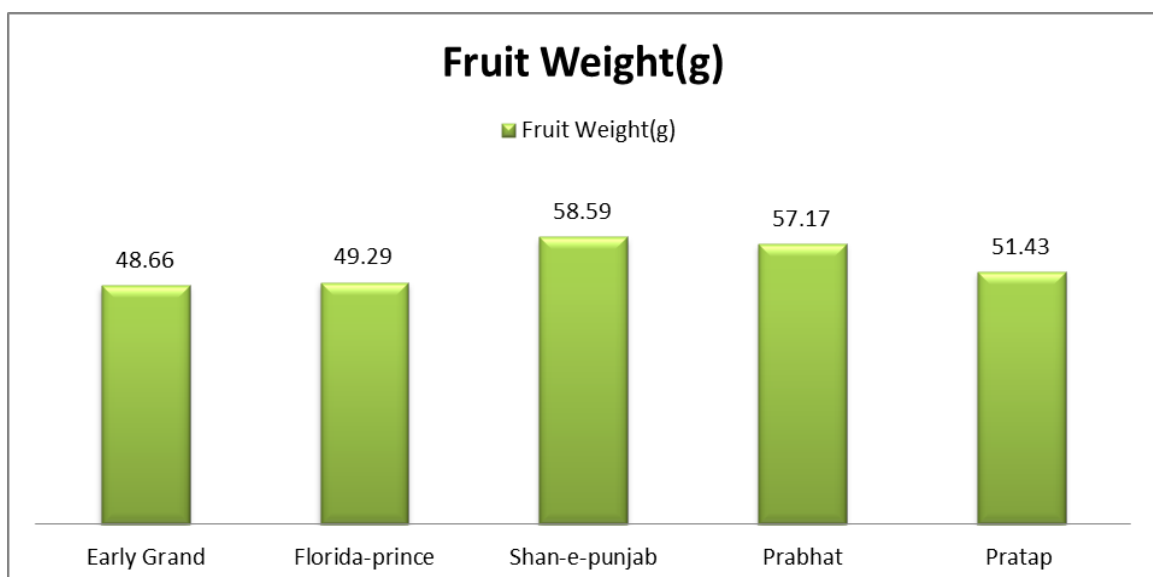 Fruit Weight(g)
Fruit Weight(g)
48.66
49.29
58.59
57.17
51.43
Early Grand
Florida-prince
Shan-e-punjab
Prabhat
Pratap